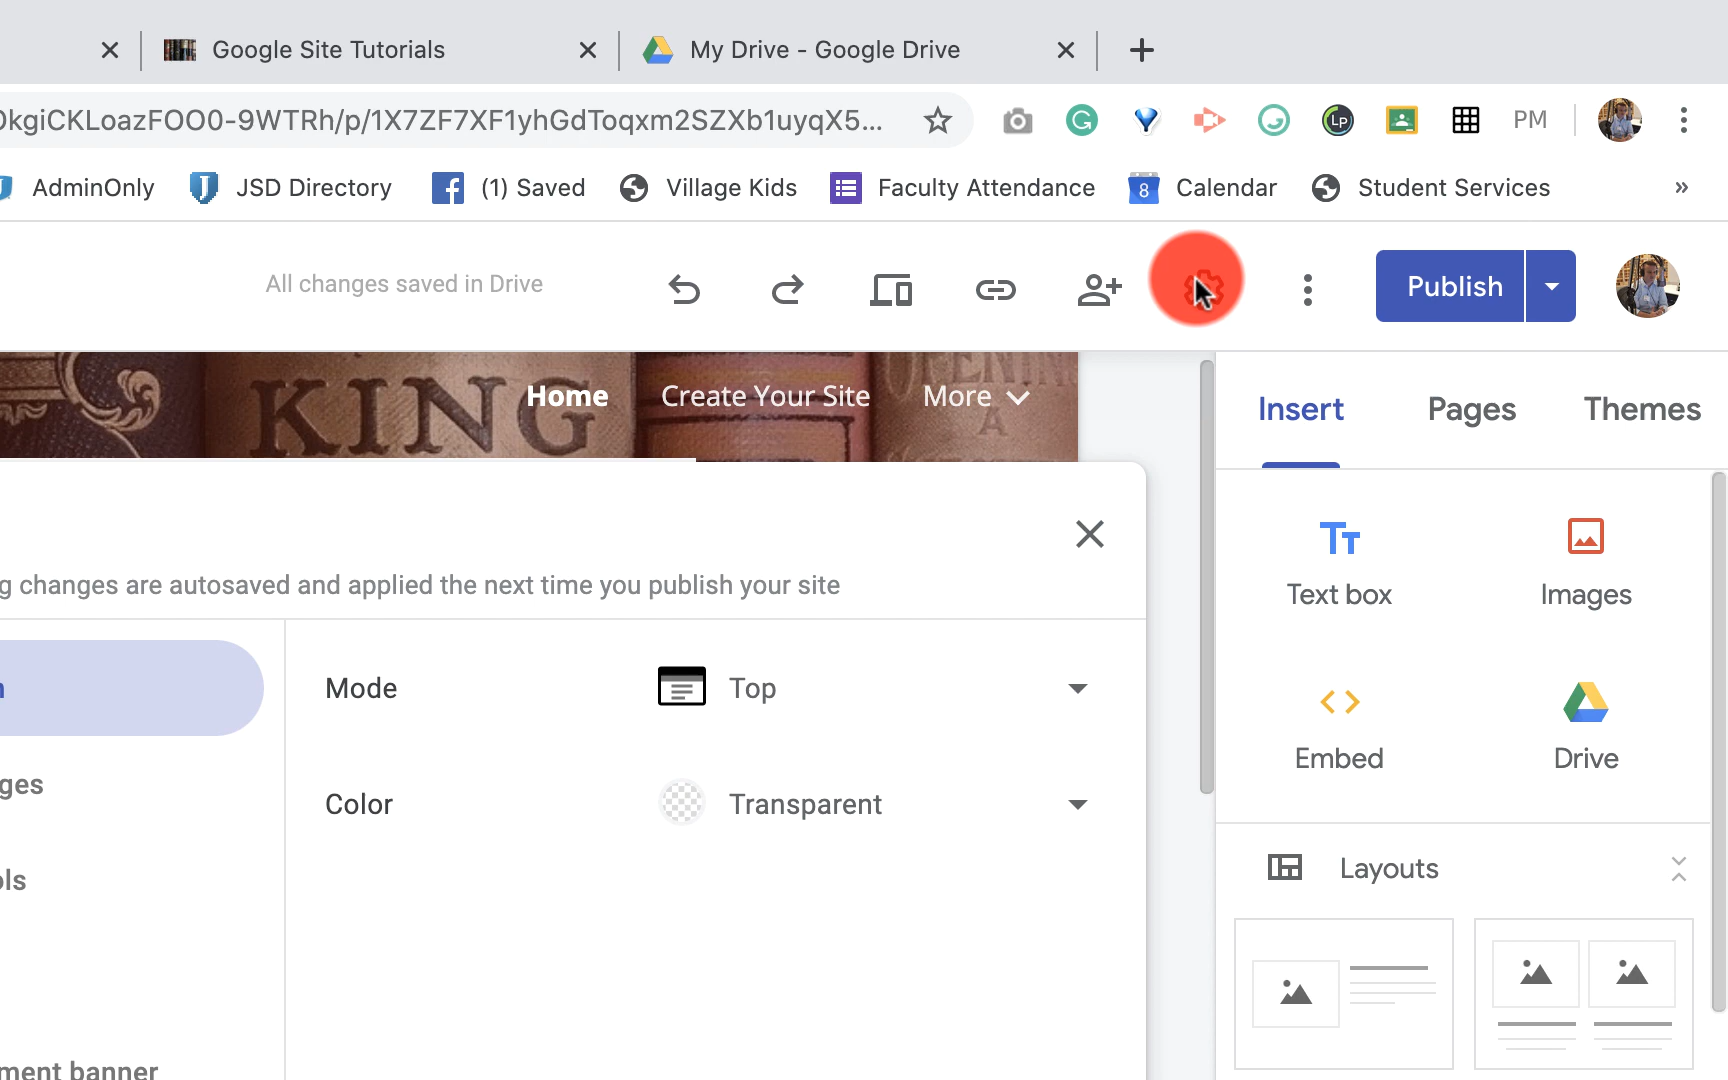 Google Site Tutorials
My Drive - Google Drive
0kgiCKLoazFOO0-9WTRh/p/1X7ZF7XF1yhGdToqxm2SZXb1uyqX5...
LP
PM
AdminOnly
JSD Directory
(1) Saved
Village Kids
Faculty Attendance
8
Calendar
Student Services
»
All changes saved in Drive
Publish
KING
Home
Create Your Site
More
Insert
Pages
Themes
Text box
Images
g changes are autosaved and applied the next time you publish your site
Mode
Top
Embed
Drive
ges
Color
Transparent
ols
Layouts
ment banner